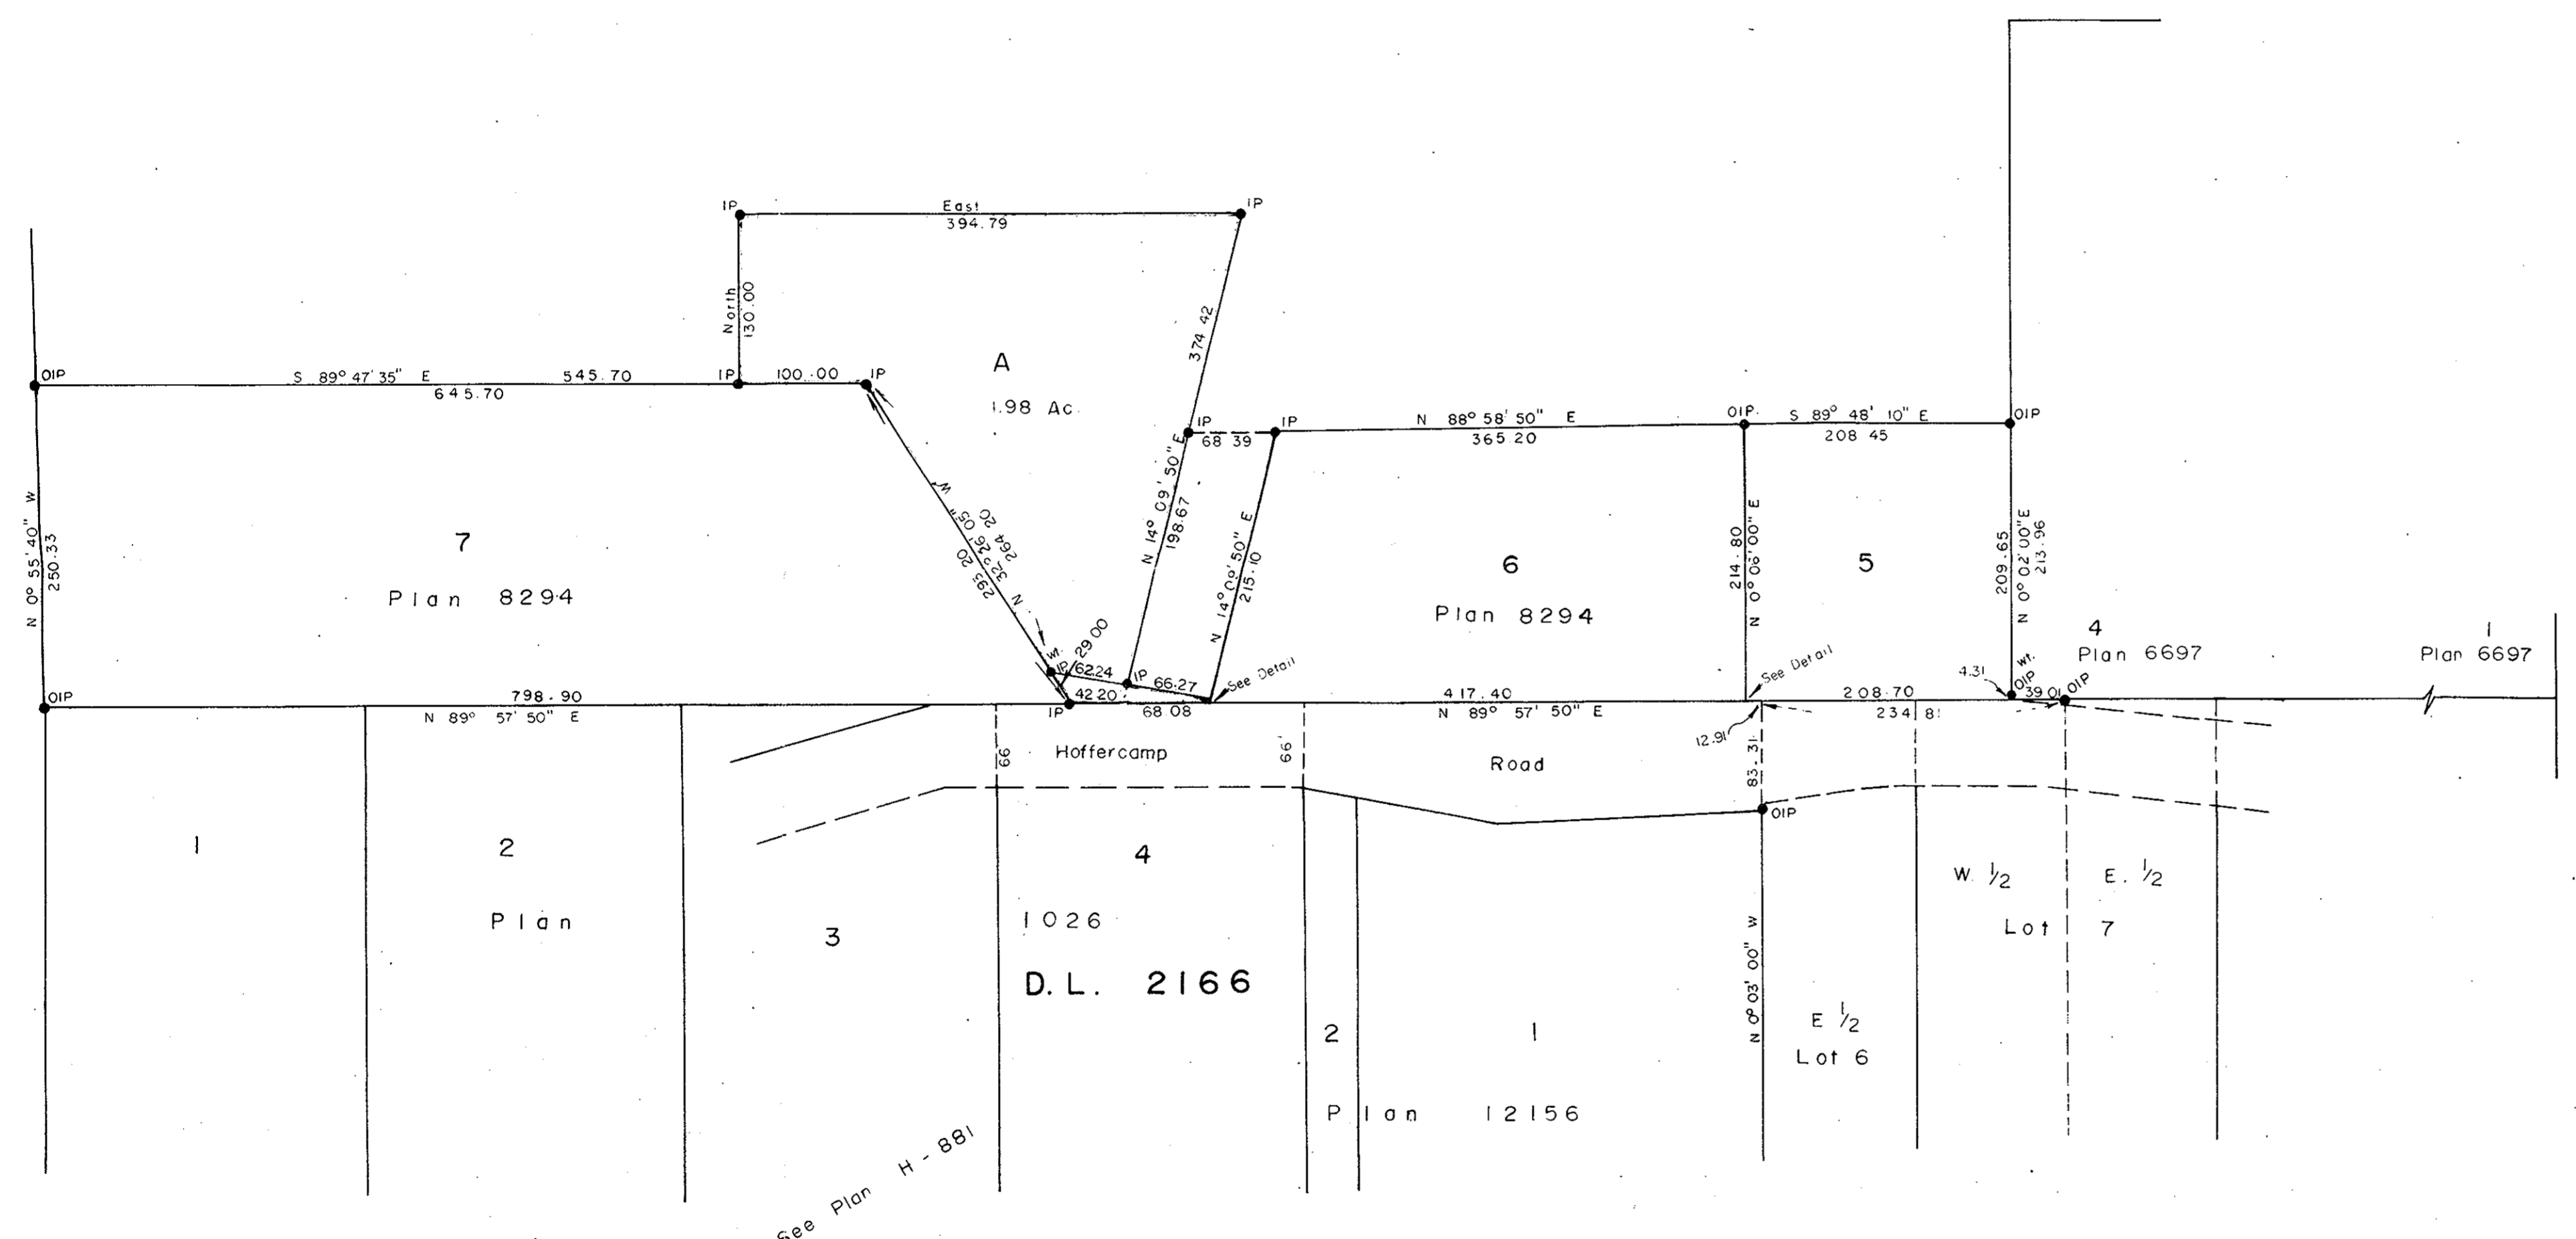 IP
East
IP
394.79
North
130.00
A
1.98 Ac.
374 42
OIP
S 89° 47' 35" E
545.70
IP
100.00
IP
645.70
IP
68 39
IP
N 88° 58' 50" E
365.20
OIP.
S 89° 48' 10" E
208 45
OIP
N 0° 55' 40" W
250.33
7
Plan 8294
N 32° 36' 05" W
264 20
295 20
N 14° 09' 50" E
198.67
N 14° 09' 50" E
215.10
6
Plan 8294
214.80
N 0° 06' 00" E
5
209.65
N 0° 02' 00" E
213.96
4
Plan 6697
1
Plan 6697
wt.
IP
62.24
29 00
IP
66.27
See Detail
See Detail
4.31
wt.
OIP
39 01
OIP
OIP
798.90
N 89° 57' 50" E
IP
42.20
68 08
417.40
N 89° 57' 50" E
208.70
234 81
12.91
66'
Hoffercamp
66'
Road
83.31
OIP
1
2
Plan
3
4
1026
D. L. 2166
2
1
Plan 12156
N 0° 03' 00" W
E 1/2
Lot 6
W. 1/2
E. 1/2
Lot 7
See Plan H - 881